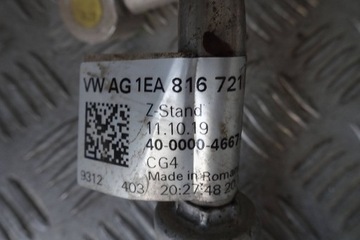 VW AG 1EA 816 721
Z-Stand
11.10.19
40-0000-4667
CG4
Made in Roman
9312 403 20:27:48 20